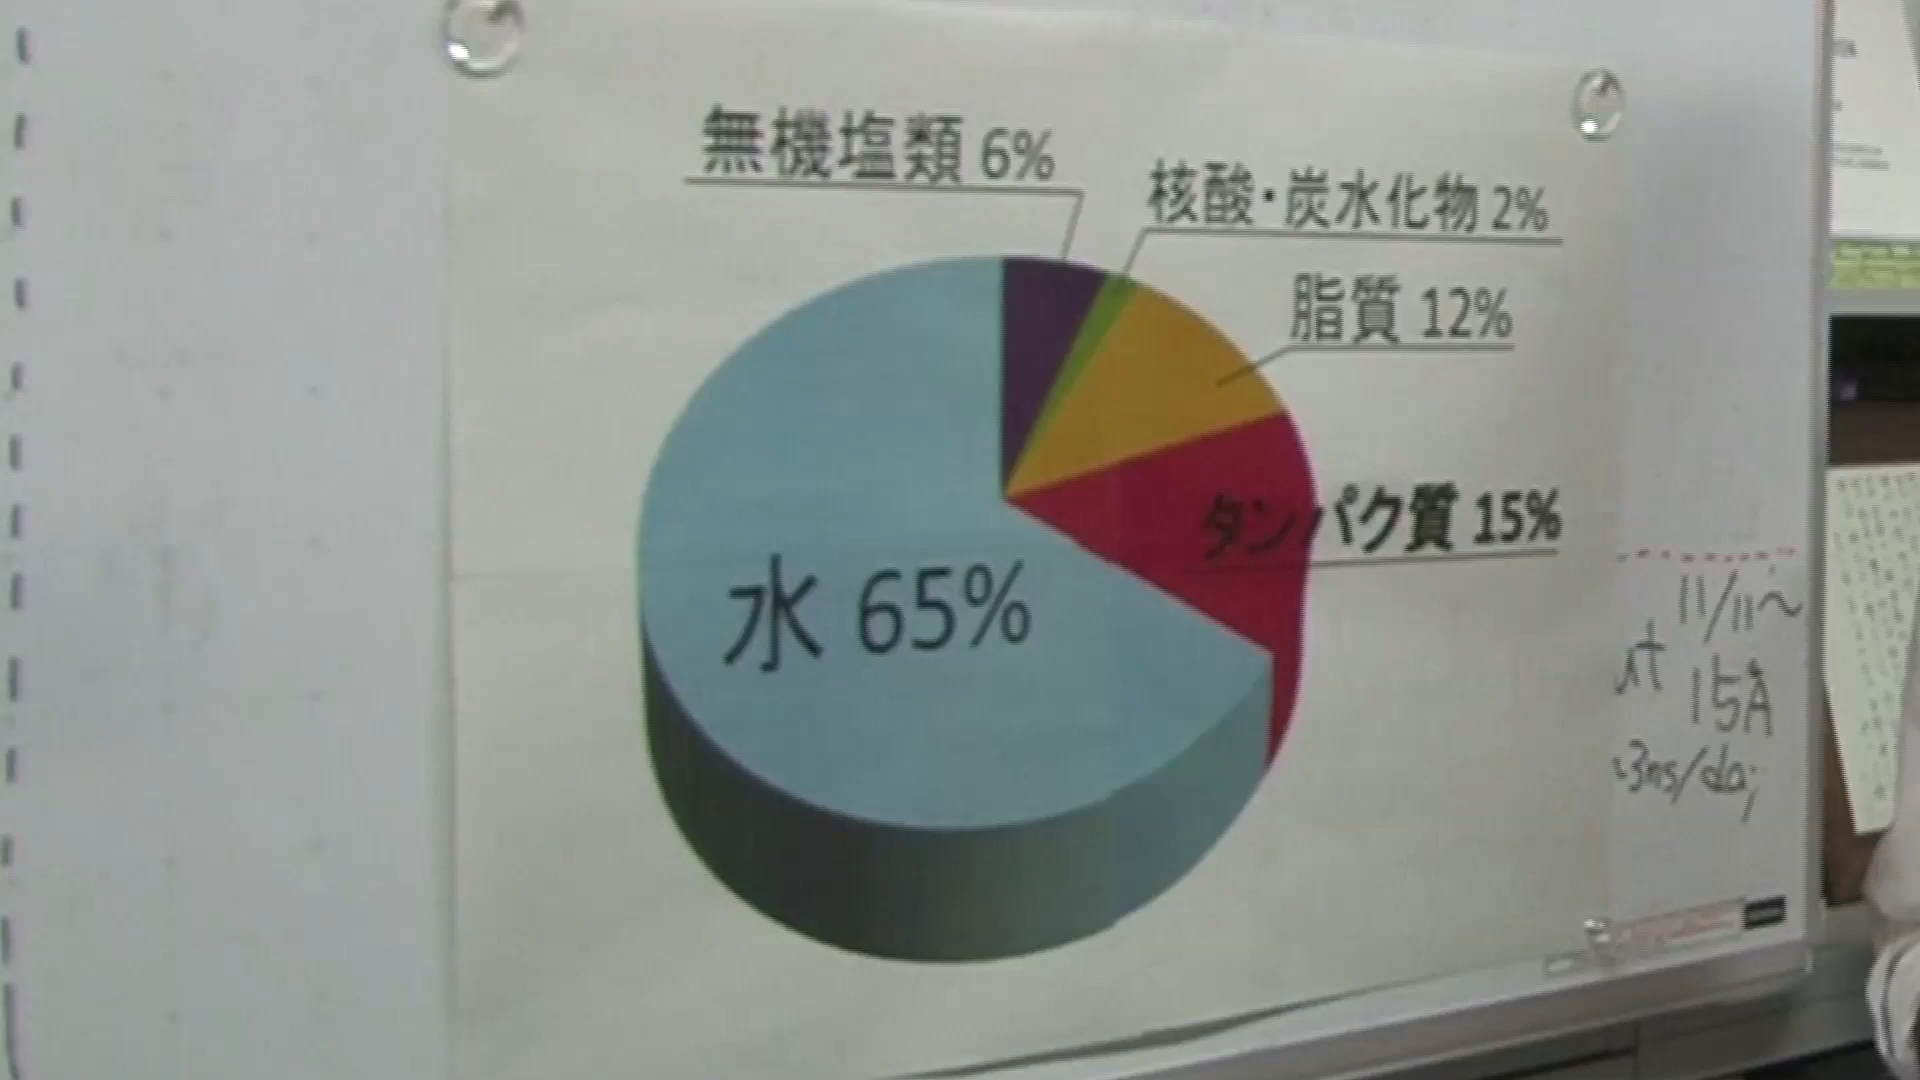 無機塩類 6%
核酸・炭水化物 2%
脂質 12%
タンパク質 15%
水 65%
11/11~
15Å